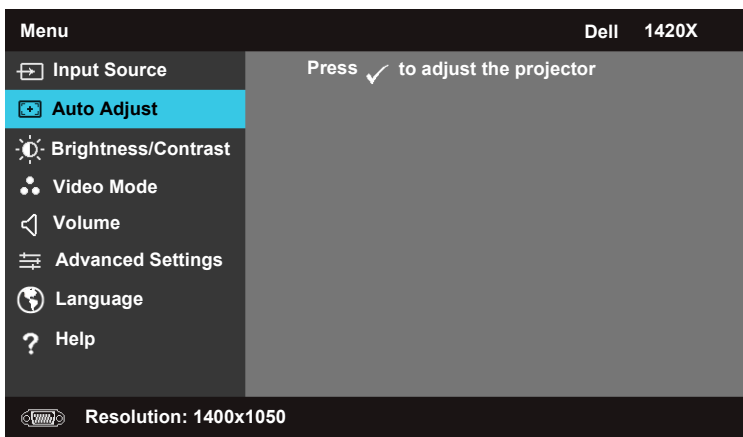 Menu Dell 1420X
Input Source
Press ✓ to adjust the projector
Auto Adjust
Brightness/Contrast
Video Mode
Volume
Advanced Settings
Language
? Help
Resolution: 1400x1050